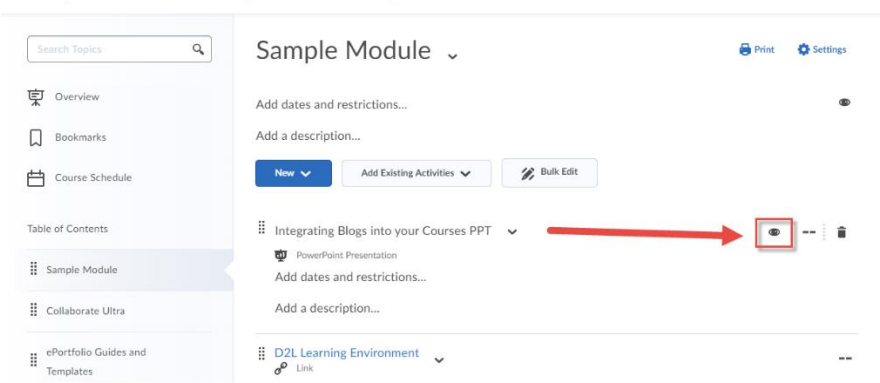 Search Topics
Overview
Bookmarks
Course Schedule
Table of Contents
Sample Module
Collaborate Ultra
ePortfolio Guides and
Templates
Sample Module
Print
Settings
Add dates and restrictions...
Add a description...
New
Add Existing Activities
Bulk Edit
Integrating Blogs into your Courses PPT
--
PowerPoint Presentation
Add dates and restrictions...
Add a description...
D2L Learning Environment
--
Link